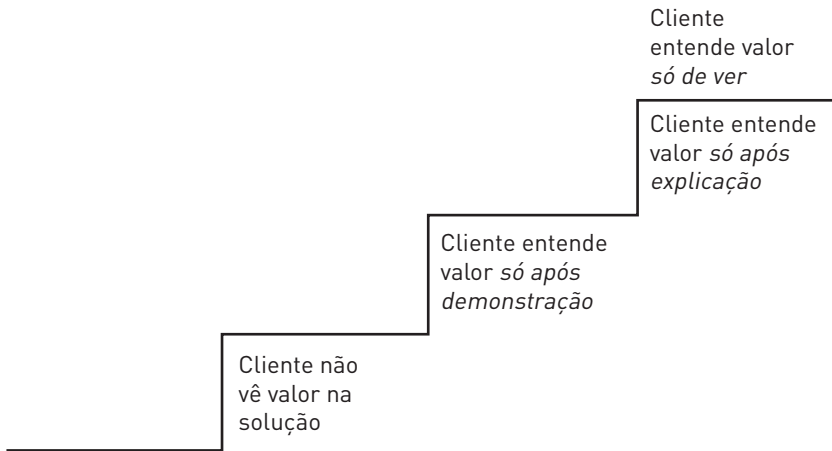 Cliente
entende valor
só de ver
Cliente entende
valor só após
explicação
Cliente entende
valor só após
demonstração
Cliente não
vê valor na
solução